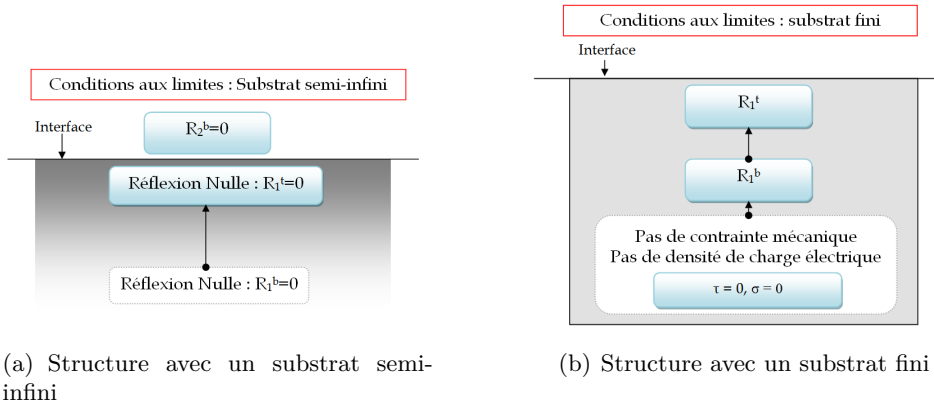 Conditions aux limites : Substrat semi-infini
R₂ᵇ=0
Interface
Réflexion Nulle : R₁ᵗ=0
Réflexion Nulle : R₁ᵇ=0
(a) Structure avec un substrat semi-
infini
Conditions aux limites : substrat fini
Interface
R₁ᵗ
R₁ᵇ
Pas de contrainte mécanique
Pas de densité de charge électrique
τ = 0, σ = 0
(b) Structure avec un substrat fini